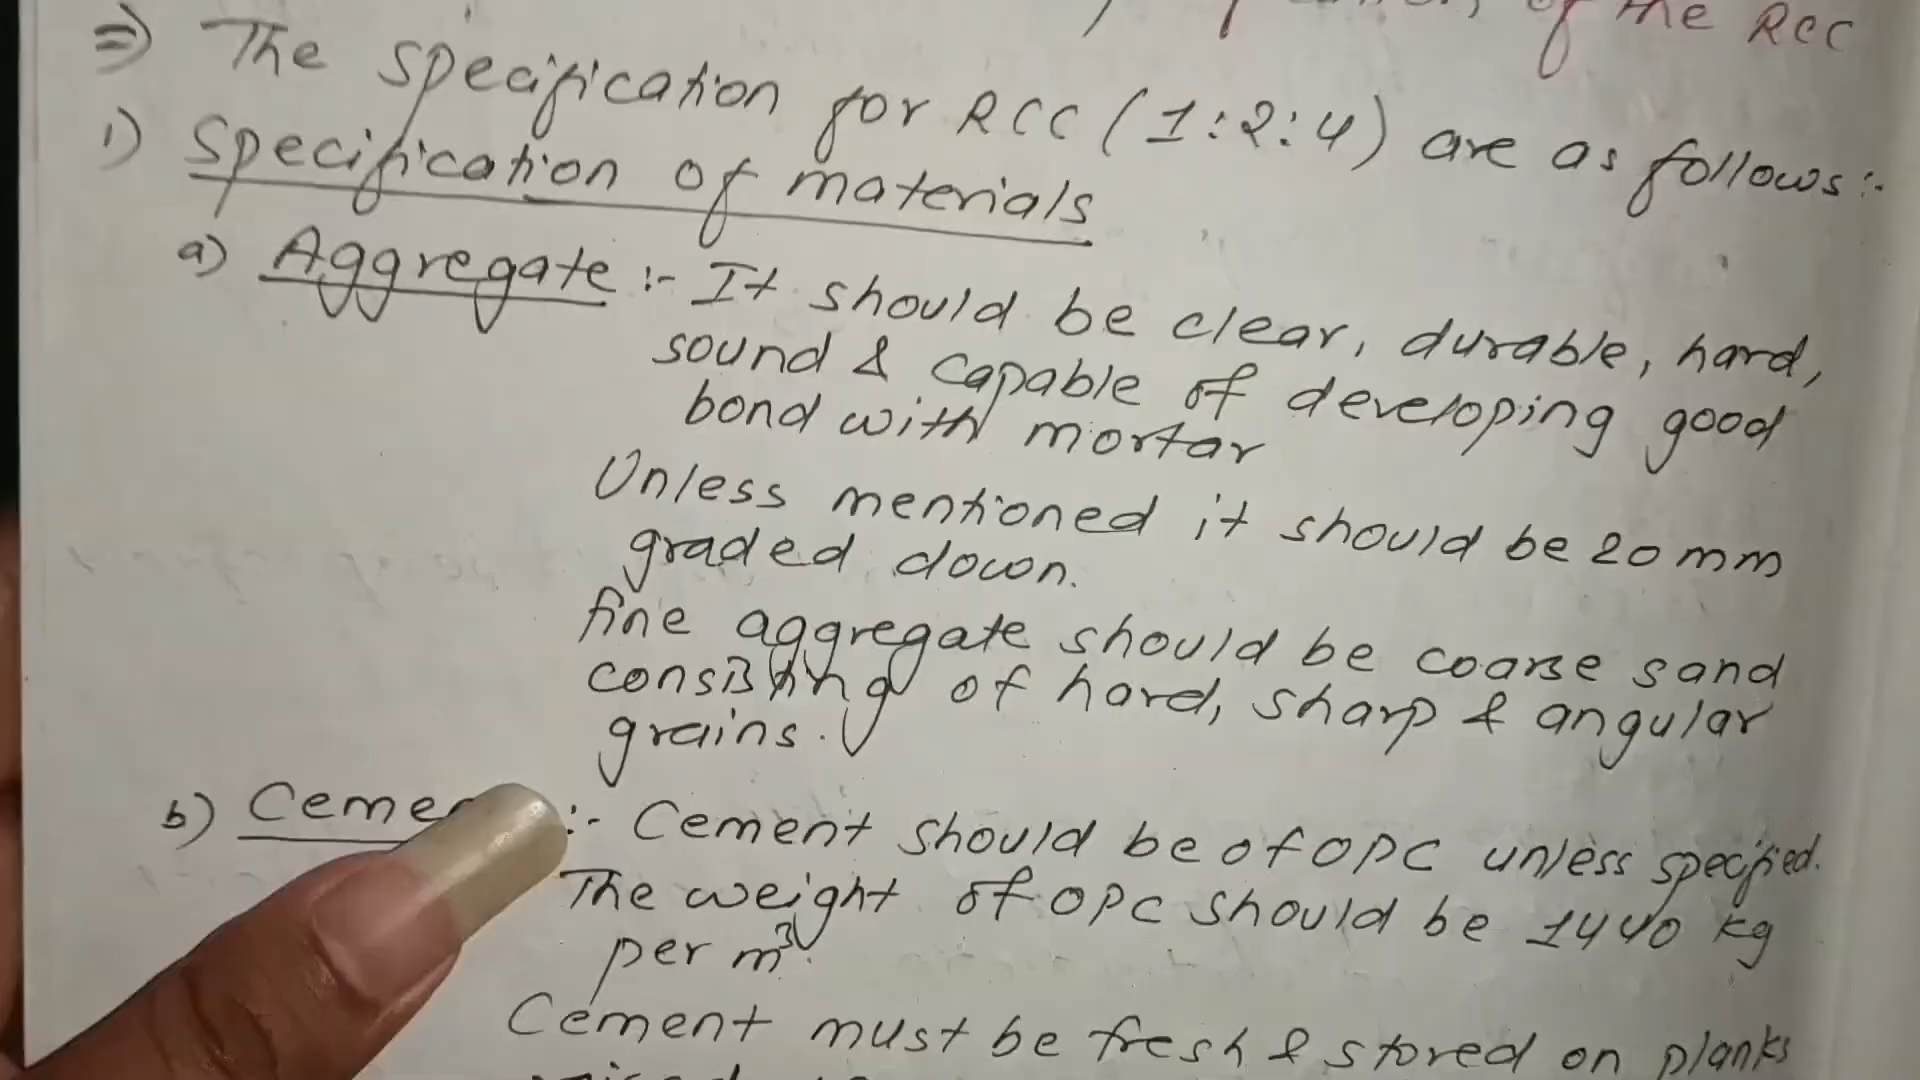 of the RCC
⇒ The specification for RCC (1:2:4) are as follows:-
1) Specification of materials
a) Aggregate :- It should be clear, durable, hard,
sound & capable of developing good
bond with mortar
Unless mentioned it should be 20 mm
graded down.
fine aggregate should be coarse sand
consisting of hard, sharp & angular
grains.
b) :- Cement should be of OPC unless specified.
The weight of OPC should be 1440 kg
per m³.
Cement must be fresh & stored on planks